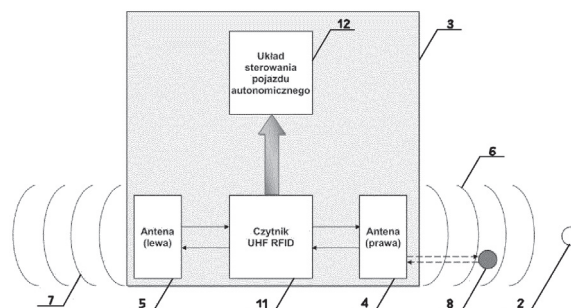 12
3
Układ
sterowania
pojazdu
autonomicznego
6
Antena
(lewa)
Czytnik
UHF RFID
Antena
(prawa)
7
5
11
4
8
2